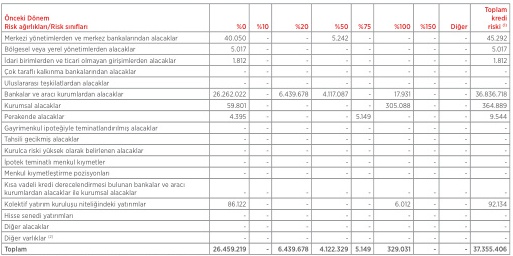 Önceki Dönem
Risk ağırlıkları/Risk sınıfları %0 %10 %20 %50 %75 %100 %150 Diğer Toplam kredi riski (1)
Merkezi yönetimlerden ve merkez bankalarından alacaklar 40.050 - - 5.242 - - - - 45.292
Bölgesel veya yerel yönetimlerden alacaklar 5.017 - - - - - - - 5.017
İdari birimlerden ve ticari olmayan girişimlerden alacaklar 1.812 - - - - - - - 1.812
Çok taraflı kalkınma bankalarından alacaklar - - - - - - - - -
Uluslararası teşkilatlardan alacaklar - - - - - - - - -
Bankalar ve aracı kurumlardan alacaklar 26.262.022 - 6.439.678 4.117.087 - 17.931 - - 36.836.718
Kurumsal alacaklar 59.801 - - - - 305.088 - - 364.889
Perakende alacaklar 4.395 - - - 5.149 - - - 9.544
Gayrimenkul ipoteğiyle teminatlandırılmış alacaklar - - - - - - - - -
Tahsili gecikmiş alacaklar - - - - - - - - -
Kurulca riski yüksek olarak belirlenen alacaklar - - - - - - - - -
İpotek teminatlı menkul kıymetler - - - - - - - - -
Menkul kıymetleştirme pozisyonları - - - - - - - - -
Kısa vadeli kredi derecelendirmesi bulunan bankalar ve aracı
kurumlardan alacaklar ile kurumsal alacaklar - - - - - - - - -
Kolektif yatırım kuruluşu niteliğindeki yatırımlar 86.122 - - - - 6.012 - - 92.134
Hisse senedi yatırımları - - - - - - - - -
Diğer alacaklar - - - - - - - - -
Diğer varlıklar (2) - - - - - - - - -
Toplam 26.459.219 - 6.439.678 4.122.329 5.149 329.031 - - 37.355.406